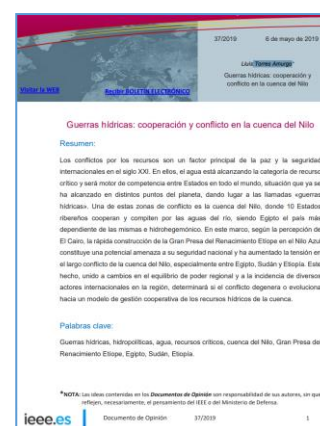 37/2019 6 de mayo de 2019
Guerras hídricas: cooperación y
conflicto en la cuenca del Nilo
Visitar la WEB
Recibir BOLETÍN ELECTRÓNICO
Guerras hídricas: cooperación y conflicto en la cuenca del Nilo
Resumen:
Los conflictos por los recursos son un factor principal de la paz y la seguridad
internacionales en el siglo XXI. En ellos, el agua está alcanzando la categoría de recurso
crítico y será motor de competencia entre Estados en todo el mundo, situación que ya se
ha alcanzado en distintos puntos del planeta, dando lugar a las llamadas «guerras
hídricas». Una de estas zonas de conflicto es la cuenca del Nilo, donde 10 Estados
ribereños cooperan y compiten por las aguas del río, siendo Egipto el país más
dependiente de las mismas e hidrohegemónico. En este marco, según la percepción de
El Cairo, la rápida construcción de la Gran Presa del Renacimiento Etíope en el Nilo Azul
constituye una potencial amenaza a su seguridad nacional y ha aumentado la tensión en
el largo conflicto de la cuenca del Nilo, especialmente entre Egipto, Sudán y Etiopía. Este
hecho, unido a cambios en el equilibrio de poder regional y a la incidencia de diversos
actores internacionales en la región, determinará si el conflicto degenera o evoluciona
hacia un modelo de gestión cooperativa de los recursos hídricos de la cuenca.
Palabras clave:
Guerras hídricas, hidropolíticas, agua, recursos críticos, cuenca del Nilo, Gran Presa del
Renacimiento Etíope, Egipto, Sudán, Etiopía.
*NOTA: Las ideas contenidas en los Documentos de Opinión son responsabilidad de sus autores, sin que
reflejen, necesariamente, el pensamiento del IEEE o del Ministerio de Defensa.
ieee.es Documento de Opinión 37/2019 1